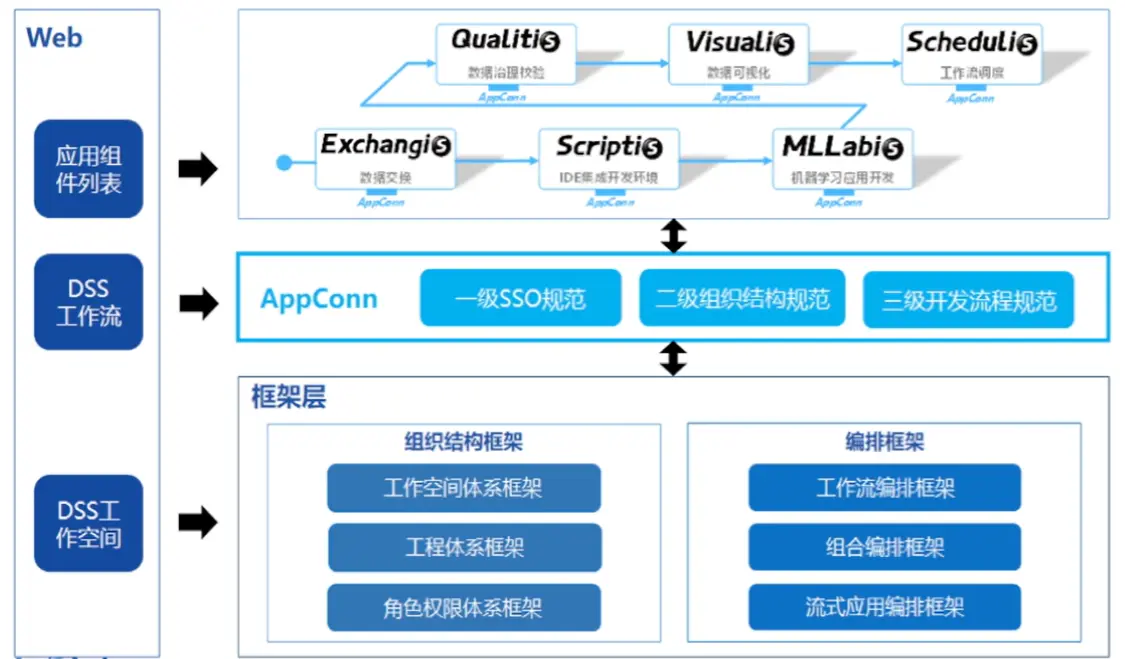 Web
应用组
件列表
DSS
工作流
DSS工
作空间
Qualitis
数据治理校验
AppConn
Visualis
数据可视化
AppConn
Schedulis
工作流调度
AppConn
Exchangis
数据交换
AppConn
Scriptis
IDE集成开发环境
AppConn
MLLabis
机器学习应用开发
AppConn
AppConn
一级SSO规范
二级组织结构规范
三级开发流程规范
框架层
组织结构框架
工作空间体系框架
工程体系框架
角色权限体系框架
编排框架
工作流编排框架
组合编排框架
流式应用编排框架